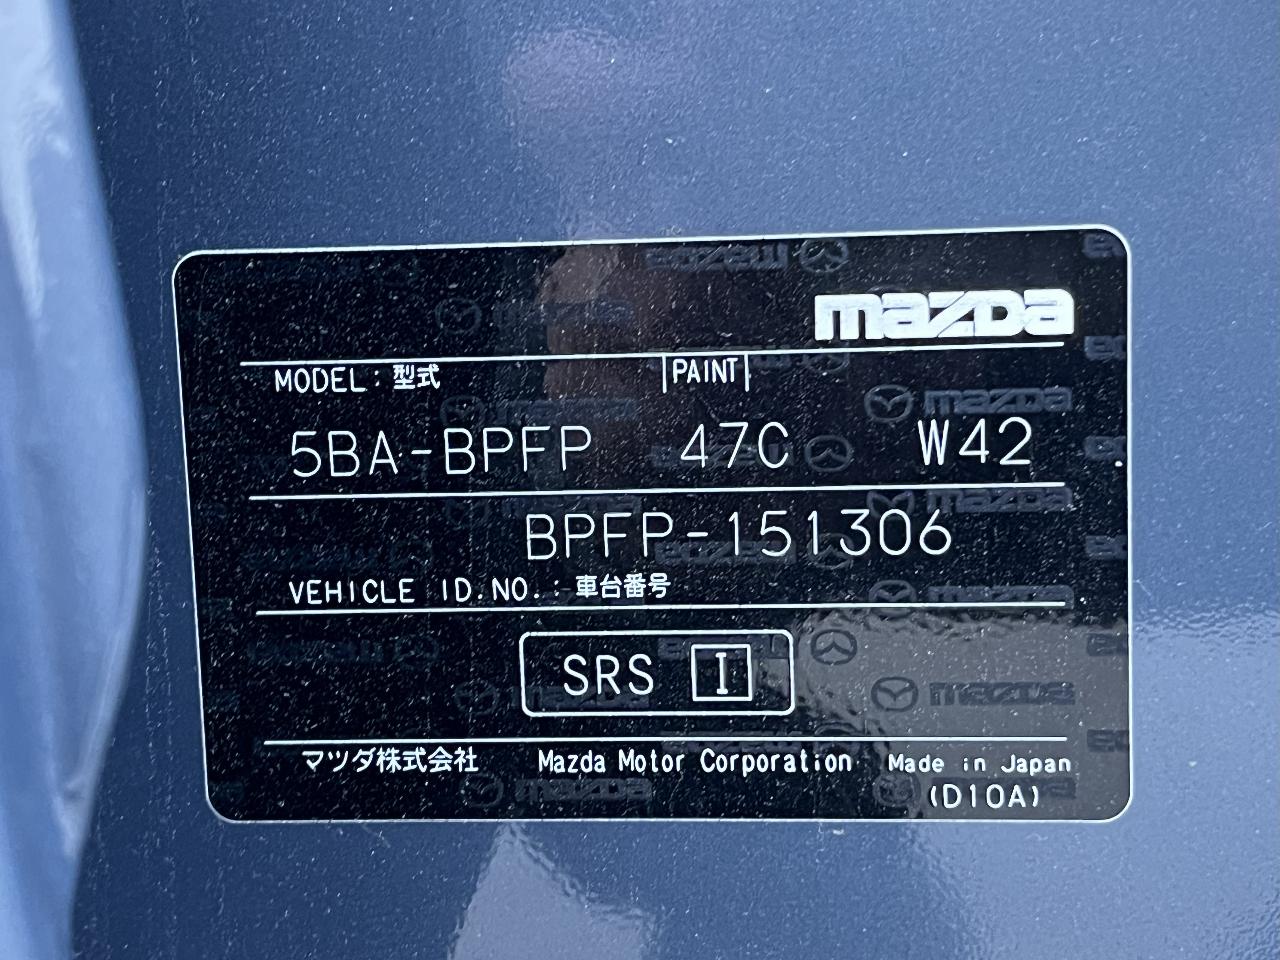 mazda
MODEL: 型式 PAINT
5BA-BPFP 47C W42
BPFP-151306
VEHICLE ID.NO.: 車台番号
SRS I
マツダ株式会社 Mazda Motor Corporation Made in Japan
(D10A)